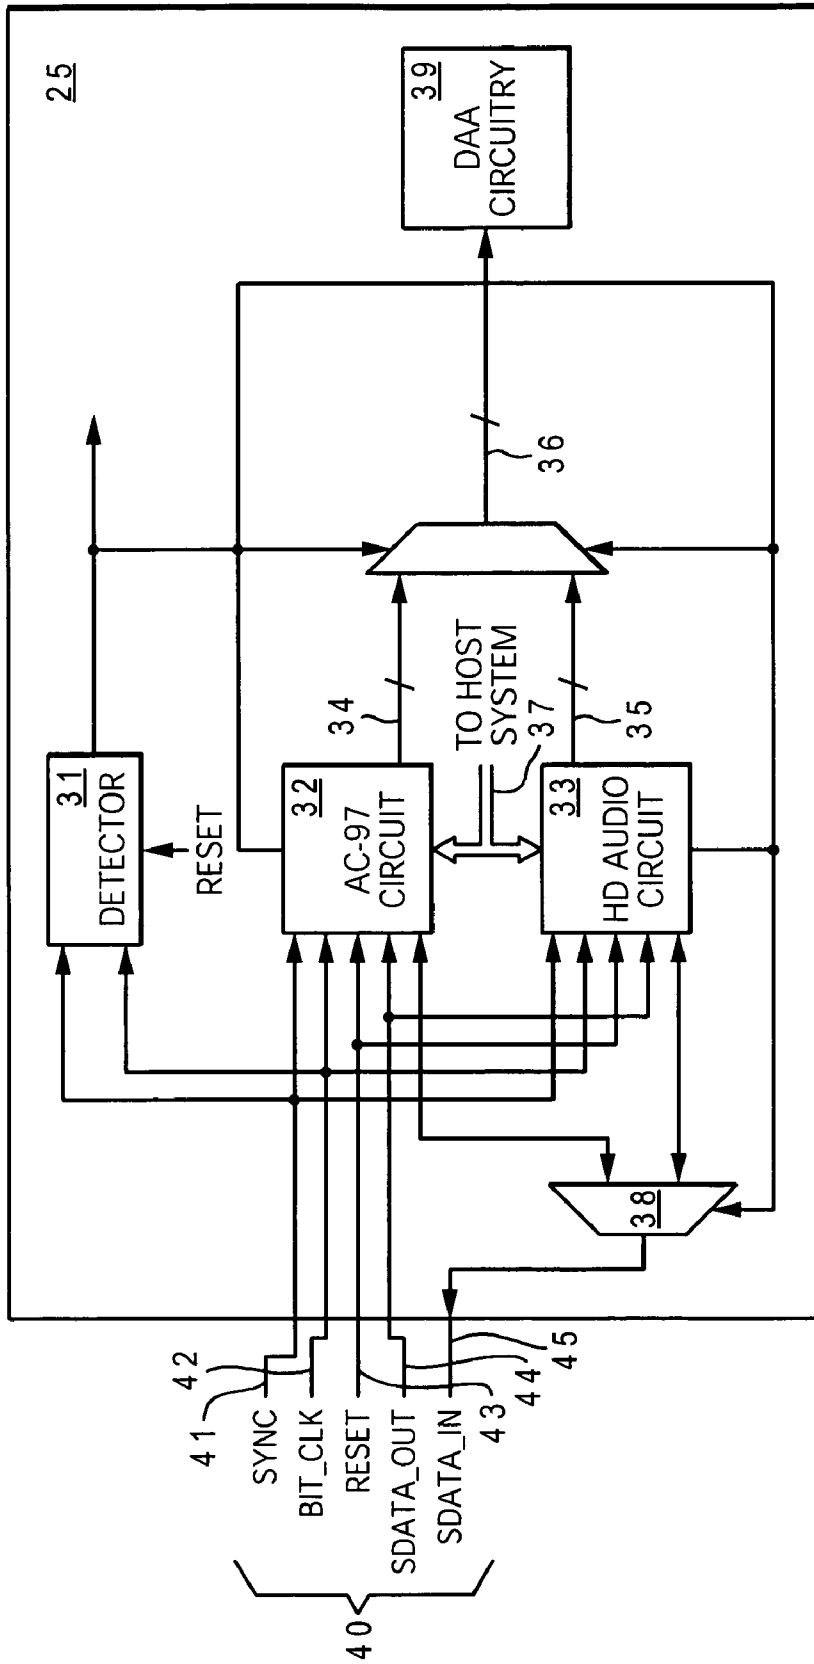 25
39
DAA
CIRCUITRY
31
DETECTOR
RESET
36
34
32
AC-97
CIRCUIT
TO HOST
SYSTEM
37
33
HD AUDIO
CIRCUIT
35
38
41
42
SYNC
BIT_CLK
RESET
SDATA_OUT
SDATA_IN
43
44
45
40